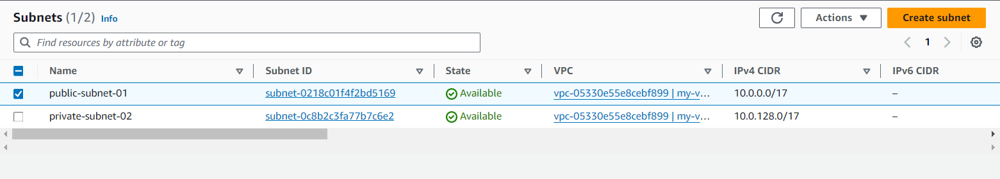 Subnets (1/2) Info
Actions
Create subnet
Find resources by attribute or tag
1
Name Subnet ID State VPC IPv4 CIDR IPv6 CIDR
public-subnet-01 subnet-0218c01f4f2bd5169 Available vpc-05330e55e8cebf899 | my-v… 10.0.0.0/17 –
private-subnet-02 subnet-0c8b2c3fa77b7c6e2 Available vpc-05330e55e8cebf899 | my-v… 10.0.128.0/17 –